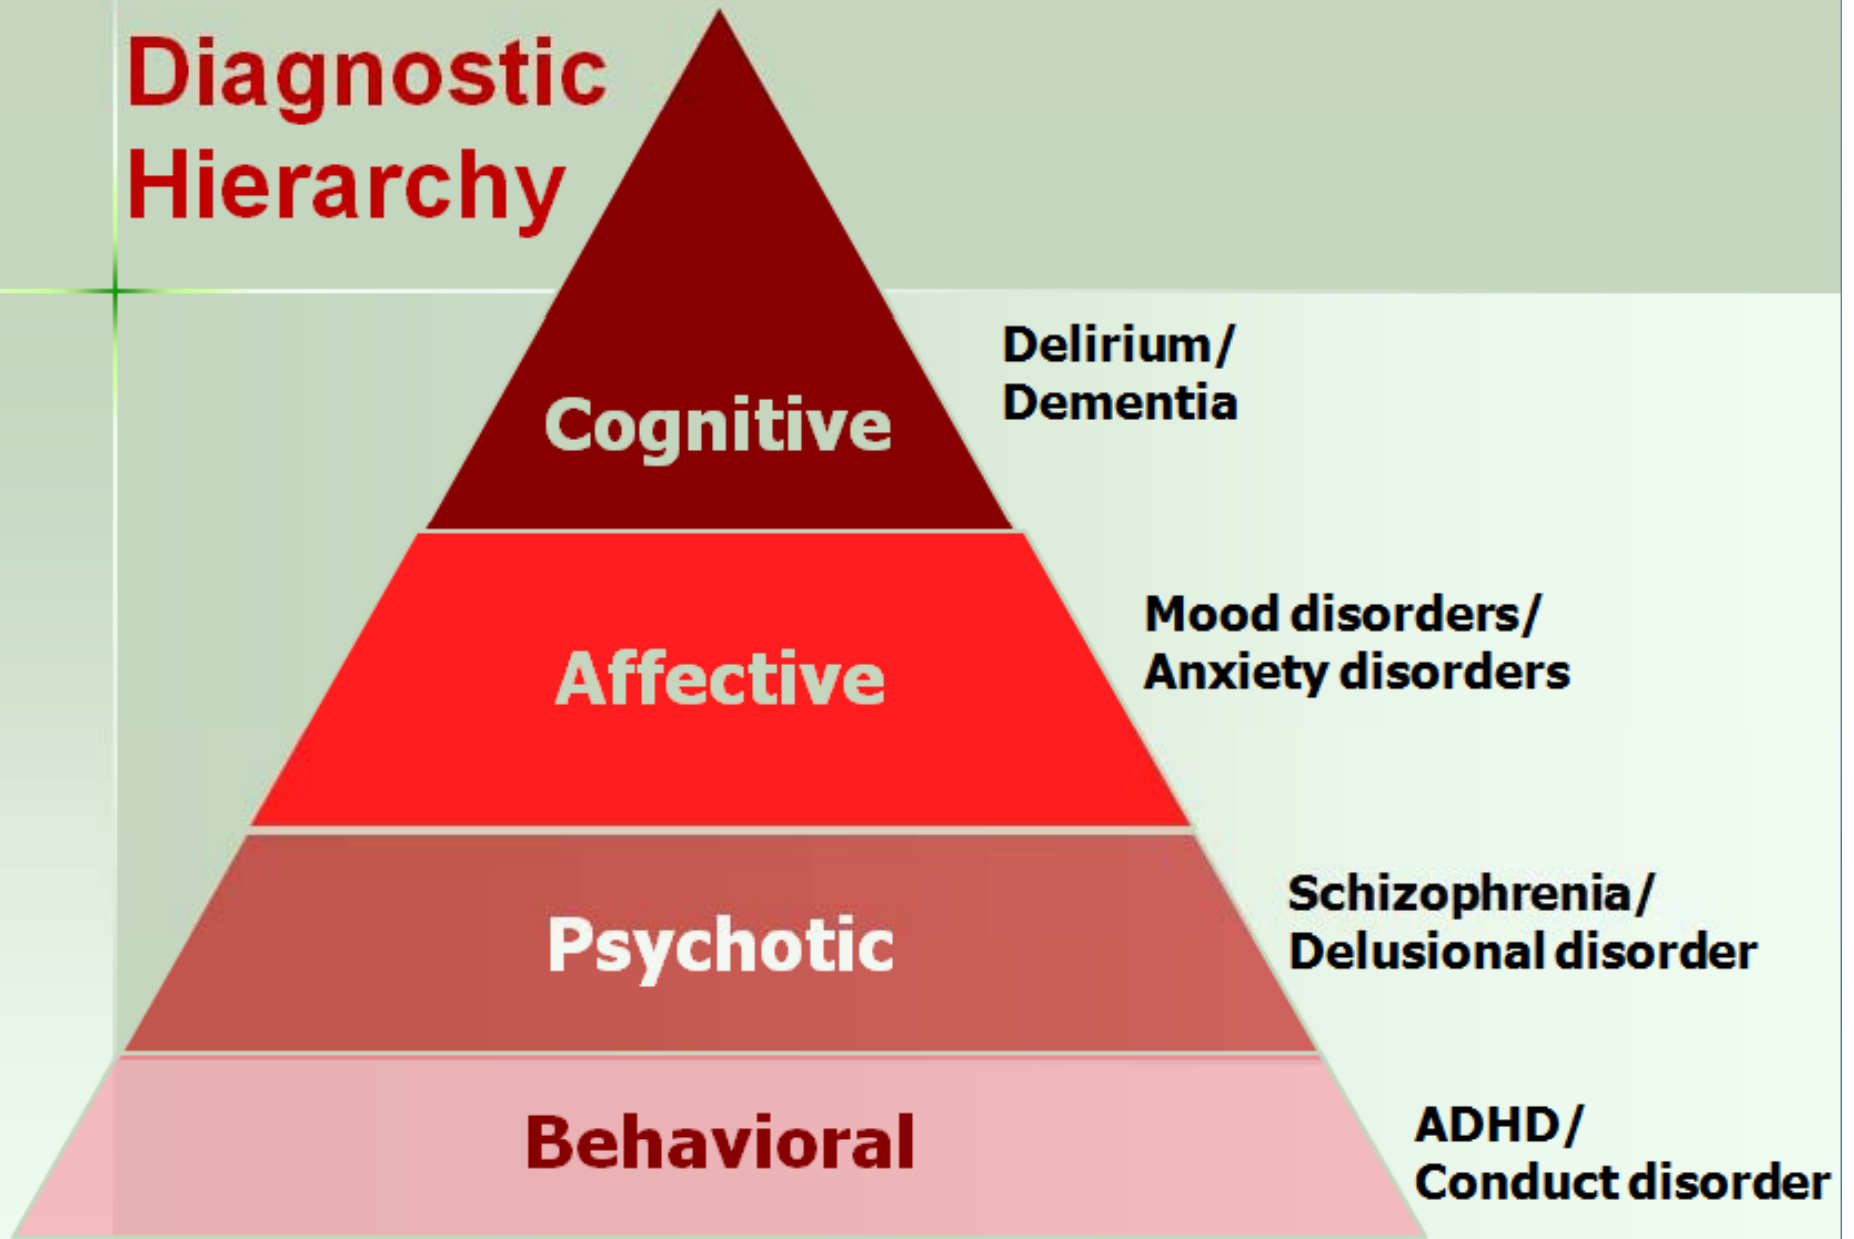 Diagnostic
Hierarchy
Cognitive
Delirium/
Dementia
Affective
Mood disorders/
Anxiety disorders
Psychotic
Schizophrenia/
Delusional disorder
Behavioral
ADHD/
Conduct disorder